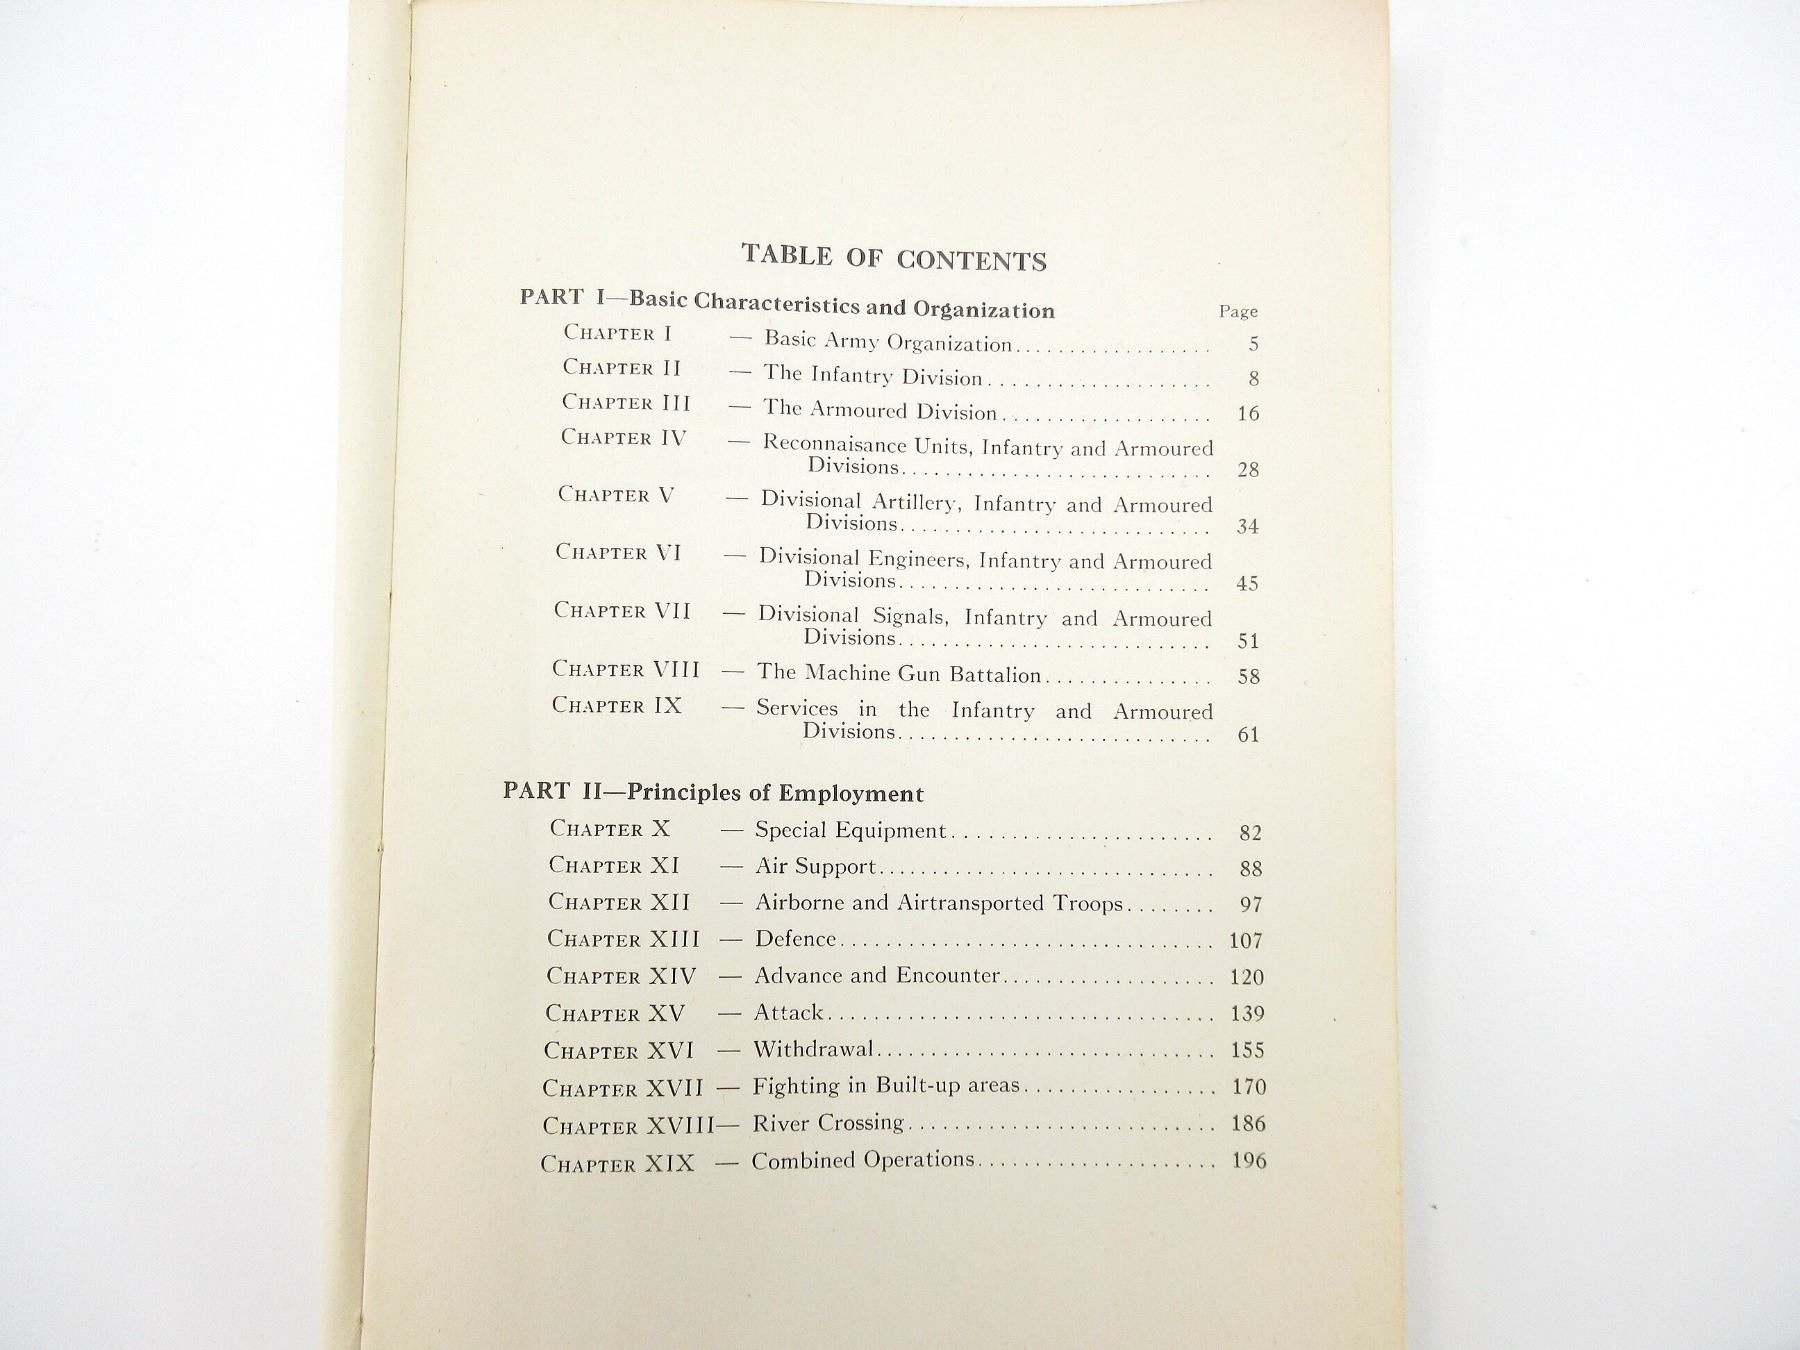 TABLE OF CONTENTS
PART I—Basic Characteristics and Organization Page
CHAPTER I — Basic Army Organization.................. 5
CHAPTER II — The Infantry Division..................... 8
CHAPTER III — The Armoured Division.................... 16
CHAPTER IV — Reconnaisance Units, Infantry and Armoured
Divisions............................. 28
CHAPTER V — Divisional Artillery, Infantry and Armoured
Divisions............................. 34
CHAPTER VI — Divisional Engineers, Infantry and Armoured
Divisions............................. 45
CHAPTER VII — Divisional Signals, Infantry and Armoured
Divisions............................. 51
CHAPTER VIII — The Machine Gun Battalion............... 58
CHAPTER IX — Services in the Infantry and Armoured
Divisions............................. 61
PART II—Principles of Employment
CHAPTER X — Special Equipment........................ 82
CHAPTER XI — Air Support............................... 88
CHAPTER XII — Airborne and Airtransported Troops........ 97
CHAPTER XIII — Defence.................................. 107
CHAPTER XIV — Advance and Encounter.................... 120
CHAPTER XV — Attack.................................... 139
CHAPTER XVI — Withdrawal............................... 155
CHAPTER XVII — Fighting in Built-up areas.................. 170
CHAPTER XVIII— River Crossing............................ 186
CHAPTER XIX — Combined Operations...................... 196